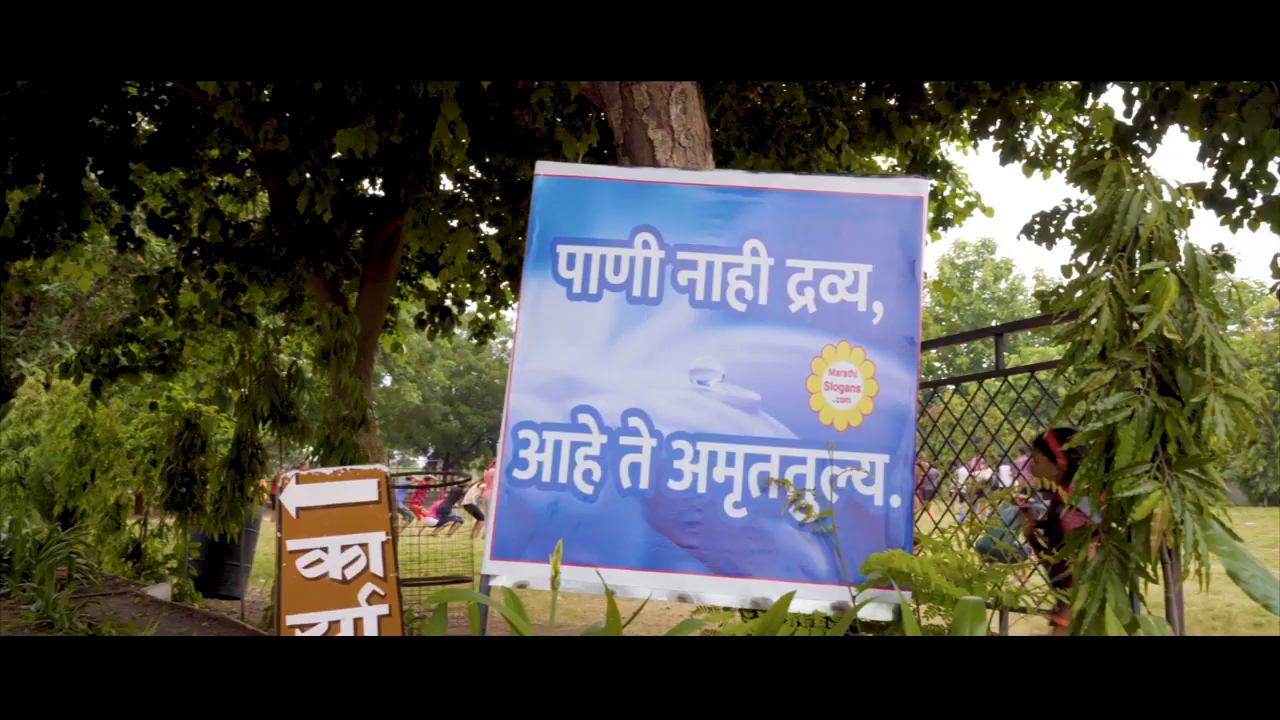 पाणी नाही द्रव्य,
Marathi
Slogans
.com
आहे ते अमृततुल्य.
का
र्या